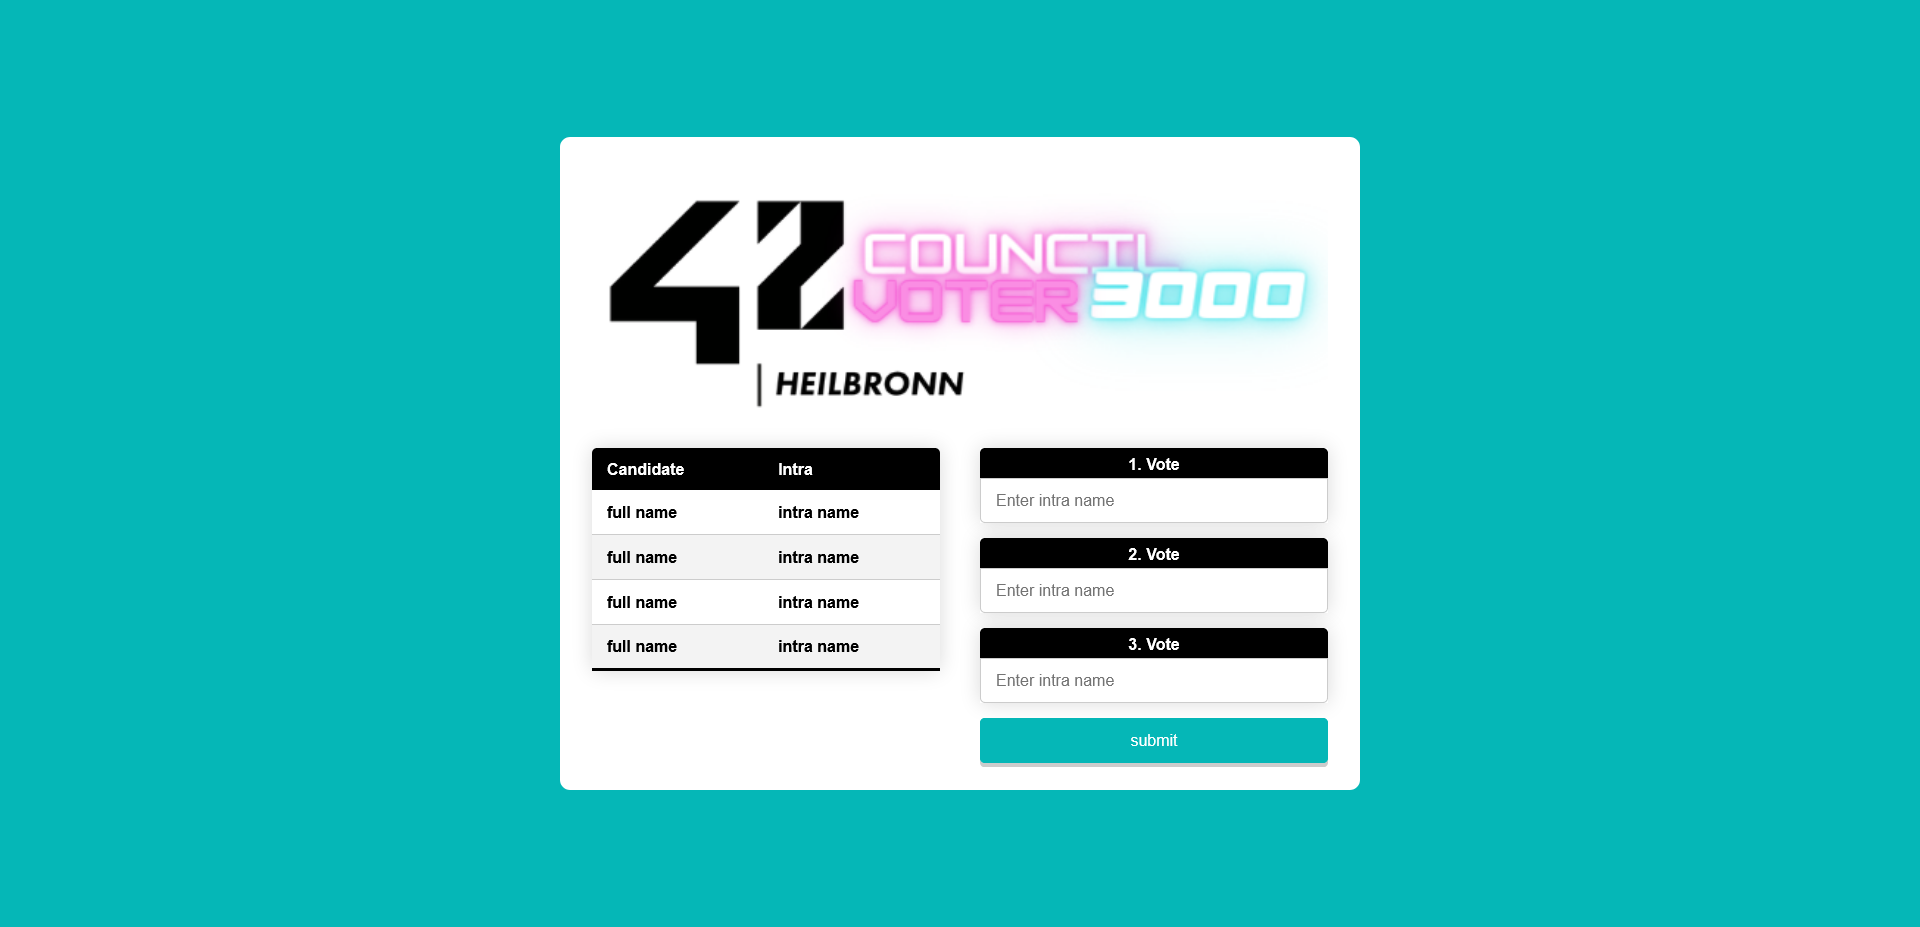 42
COUNCIL
VOTER 3000
HEILBRONN
Candidate Intra
full name intra name
full name intra name
full name intra name
full name intra name
1. Vote
Enter intra name
2. Vote
Enter intra name
3. Vote
Enter intra name
submit